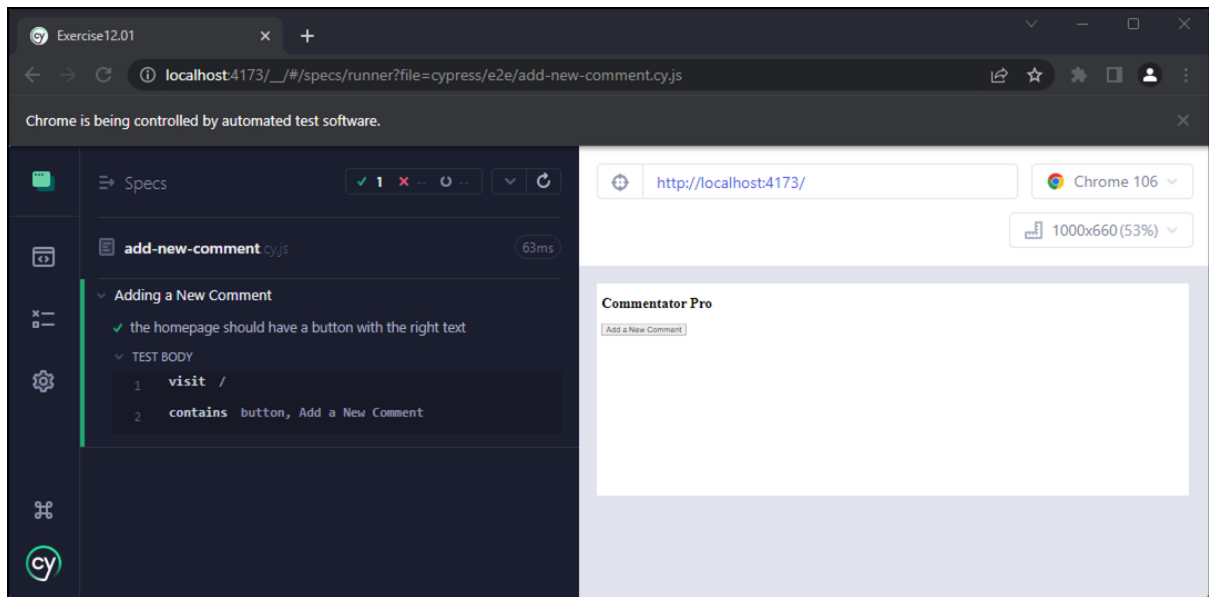 cy Exercise12.01
localhost:4173/__/#/specs/runner?file=cypress/e2e/add-new-comment.cy.js
Chrome is being controlled by automated test software.
Specs
1 -- --
http://localhost:4173/
Chrome 106
1000x660 (53%)
add-new-comment.cy.js 63ms
Adding a New Comment
the homepage should have a button with the right text
TEST BODY
1 visit /
2 contains button, Add a New Comment
Commentator Pro
Add a New Comment
cy